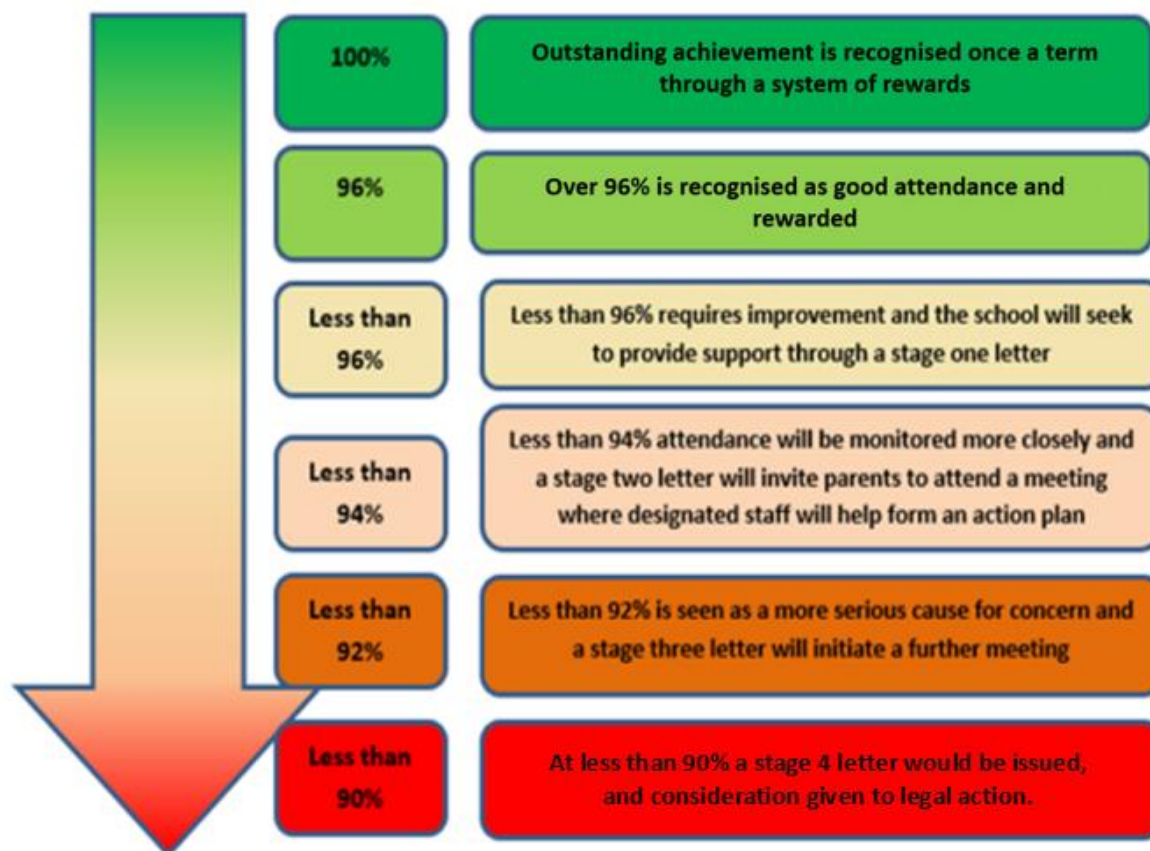 100%
Outstanding achievement is recognised once a term
through a system of rewards
96%
Over 96% is recognised as good attendance and
rewarded
Less than
96%
Less than 96% requires improvement and the school will seek
to provide support through a stage one letter
Less than
94%
Less than 94% attendance will be monitored more closely and
a stage two letter will invite parents to attend a meeting
where designated staff will help form an action plan
Less than
92%
Less than 92% is seen as a more serious cause for concern and
a stage three letter will initiate a further meeting
Less than
90%
At less than 90% a stage 4 letter would be issued,
and consideration given to legal action.